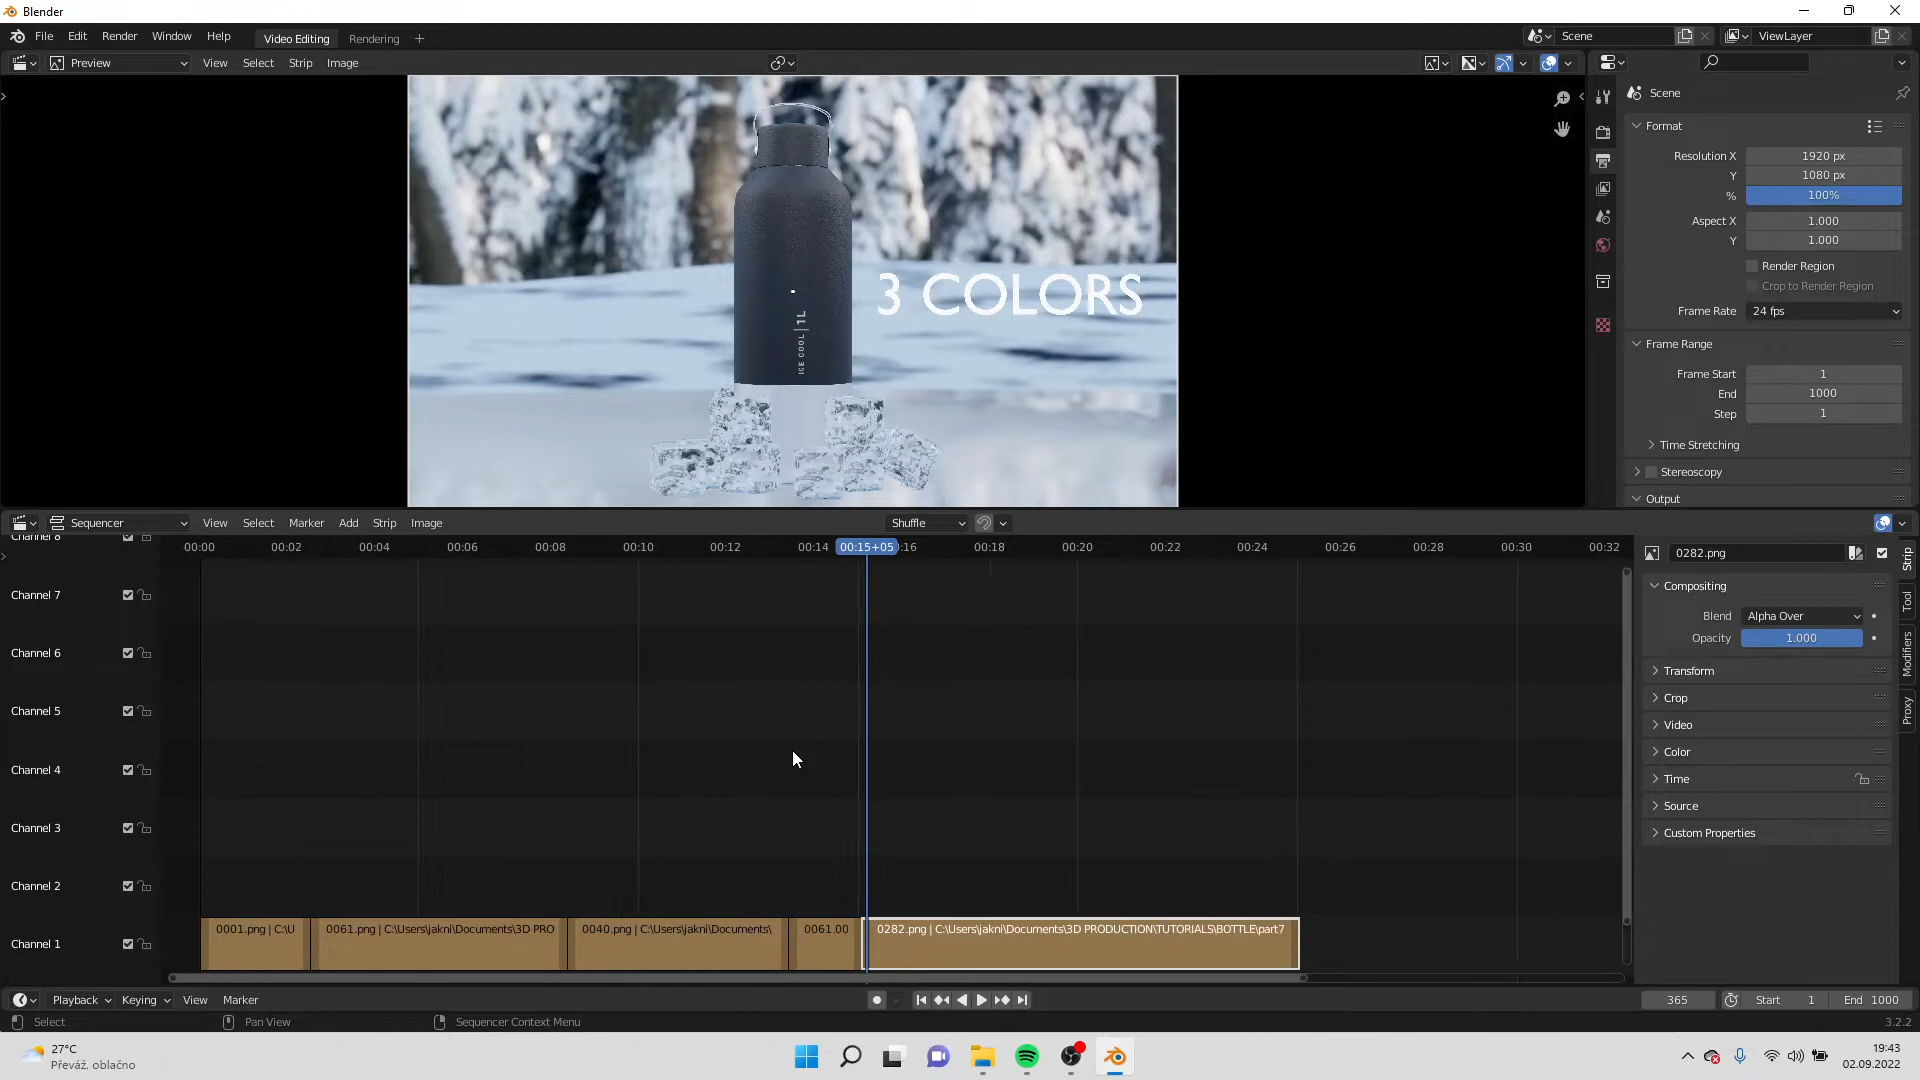 Blender
File Edit Render Window Help Video Editing Rendering + Scene ViewLayer
Preview View Select Strip Image
Scene
Format
Resolution X 1920 px
Y 1080 px
% 100%
Aspect X 1.000
Y 1.000
Render Region
Crop to Render Region
Frame Rate 24 fps
Frame Range
Frame Start 1
End 1000
Step 1
Time Stretching
Stereoscopy
Output
3 COLORS
ICE COOL | 1L
Sequencer View Select Marker Add Strip Image Shuffle
00:00 00:02 00:04 00:06 00:08 00:10 00:12 00:14 00:15+05 :16 00:18 00:20 00:22 00:24 00:26 00:28 00:30 00:32
Channel 8
Channel 7
Channel 6
Channel 5
Channel 4
Channel 3
Channel 2
Channel 1
0001.png | C:\U
0061.png | C:\Users\jakni\Documents\3D PRO
0040.png | C:\Users\jakni\Documents\
0061.00
0282.png | C:\Users\jakni\Documents\3D PRODUCTION\TUTORIALS\BOTTLE\part7
0282.png
Compositing
Blend Alpha Over
Opacity 1.000
Transform
Crop
Video
Color
Time
Source
Custom Properties
Strip
Tool
Modifiers
Proxy
Playback Keying View Marker 365 Start 1 End 1000
Select Pan View Sequencer Context Menu 3.2.2
27°C
Převáž. oblačno
19:43
02.09.2022